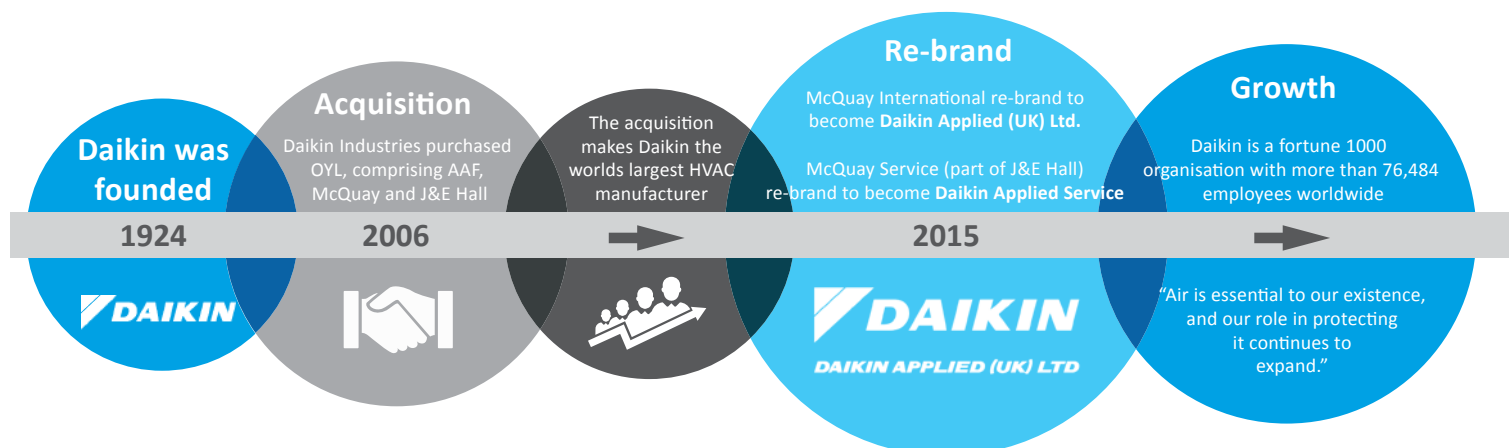 Daikin was
founded
1924
DAIKIN
Acquisition
Daikin Industries purchased
OYL, comprising AAF,
McQuay and J&E Hall
2006
The acquisition
makes Daikin the
worlds largest HVAC
manufacturer
Re-brand
McQuay International re-brand to
become Daikin Applied (UK) Ltd.
McQuay Service (part of J&E Hall)
re-brand to become Daikin Applied Service
2015
DAIKIN
DAIKIN APPLIED (UK) LTD
Growth
Daikin is a fortune 1000
organisation with more than 76,484
employees worldwide
“Air is essential to our existence,
and our role in protecting
it continues to
expand.”